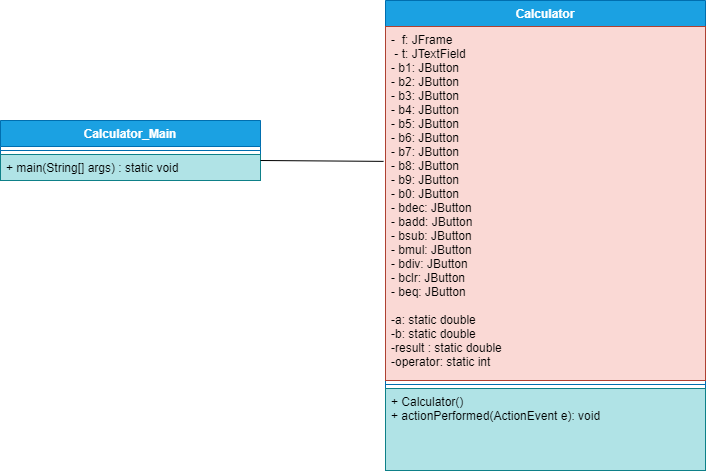 Calculator
- f: JFrame
- t: JTextField
- b1: JButton
- b2: JButton
- b3: JButton
- b4: JButton
- b5: JButton
- b6: JButton
- b7: JButton
- b8: JButton
- b9: JButton
- b0: JButton
- bdec: JButton
- badd: JButton
- bsub: JButton
- bmul: JButton
- bdiv: JButton
- bclr: JButton
- beq: JButton
-a: static double
-b: static double
-result : static double
-operator: static int
+ Calculator()
+ actionPerformed(ActionEvent e): void
Calculator_Main
+ main(String[] args) : static void